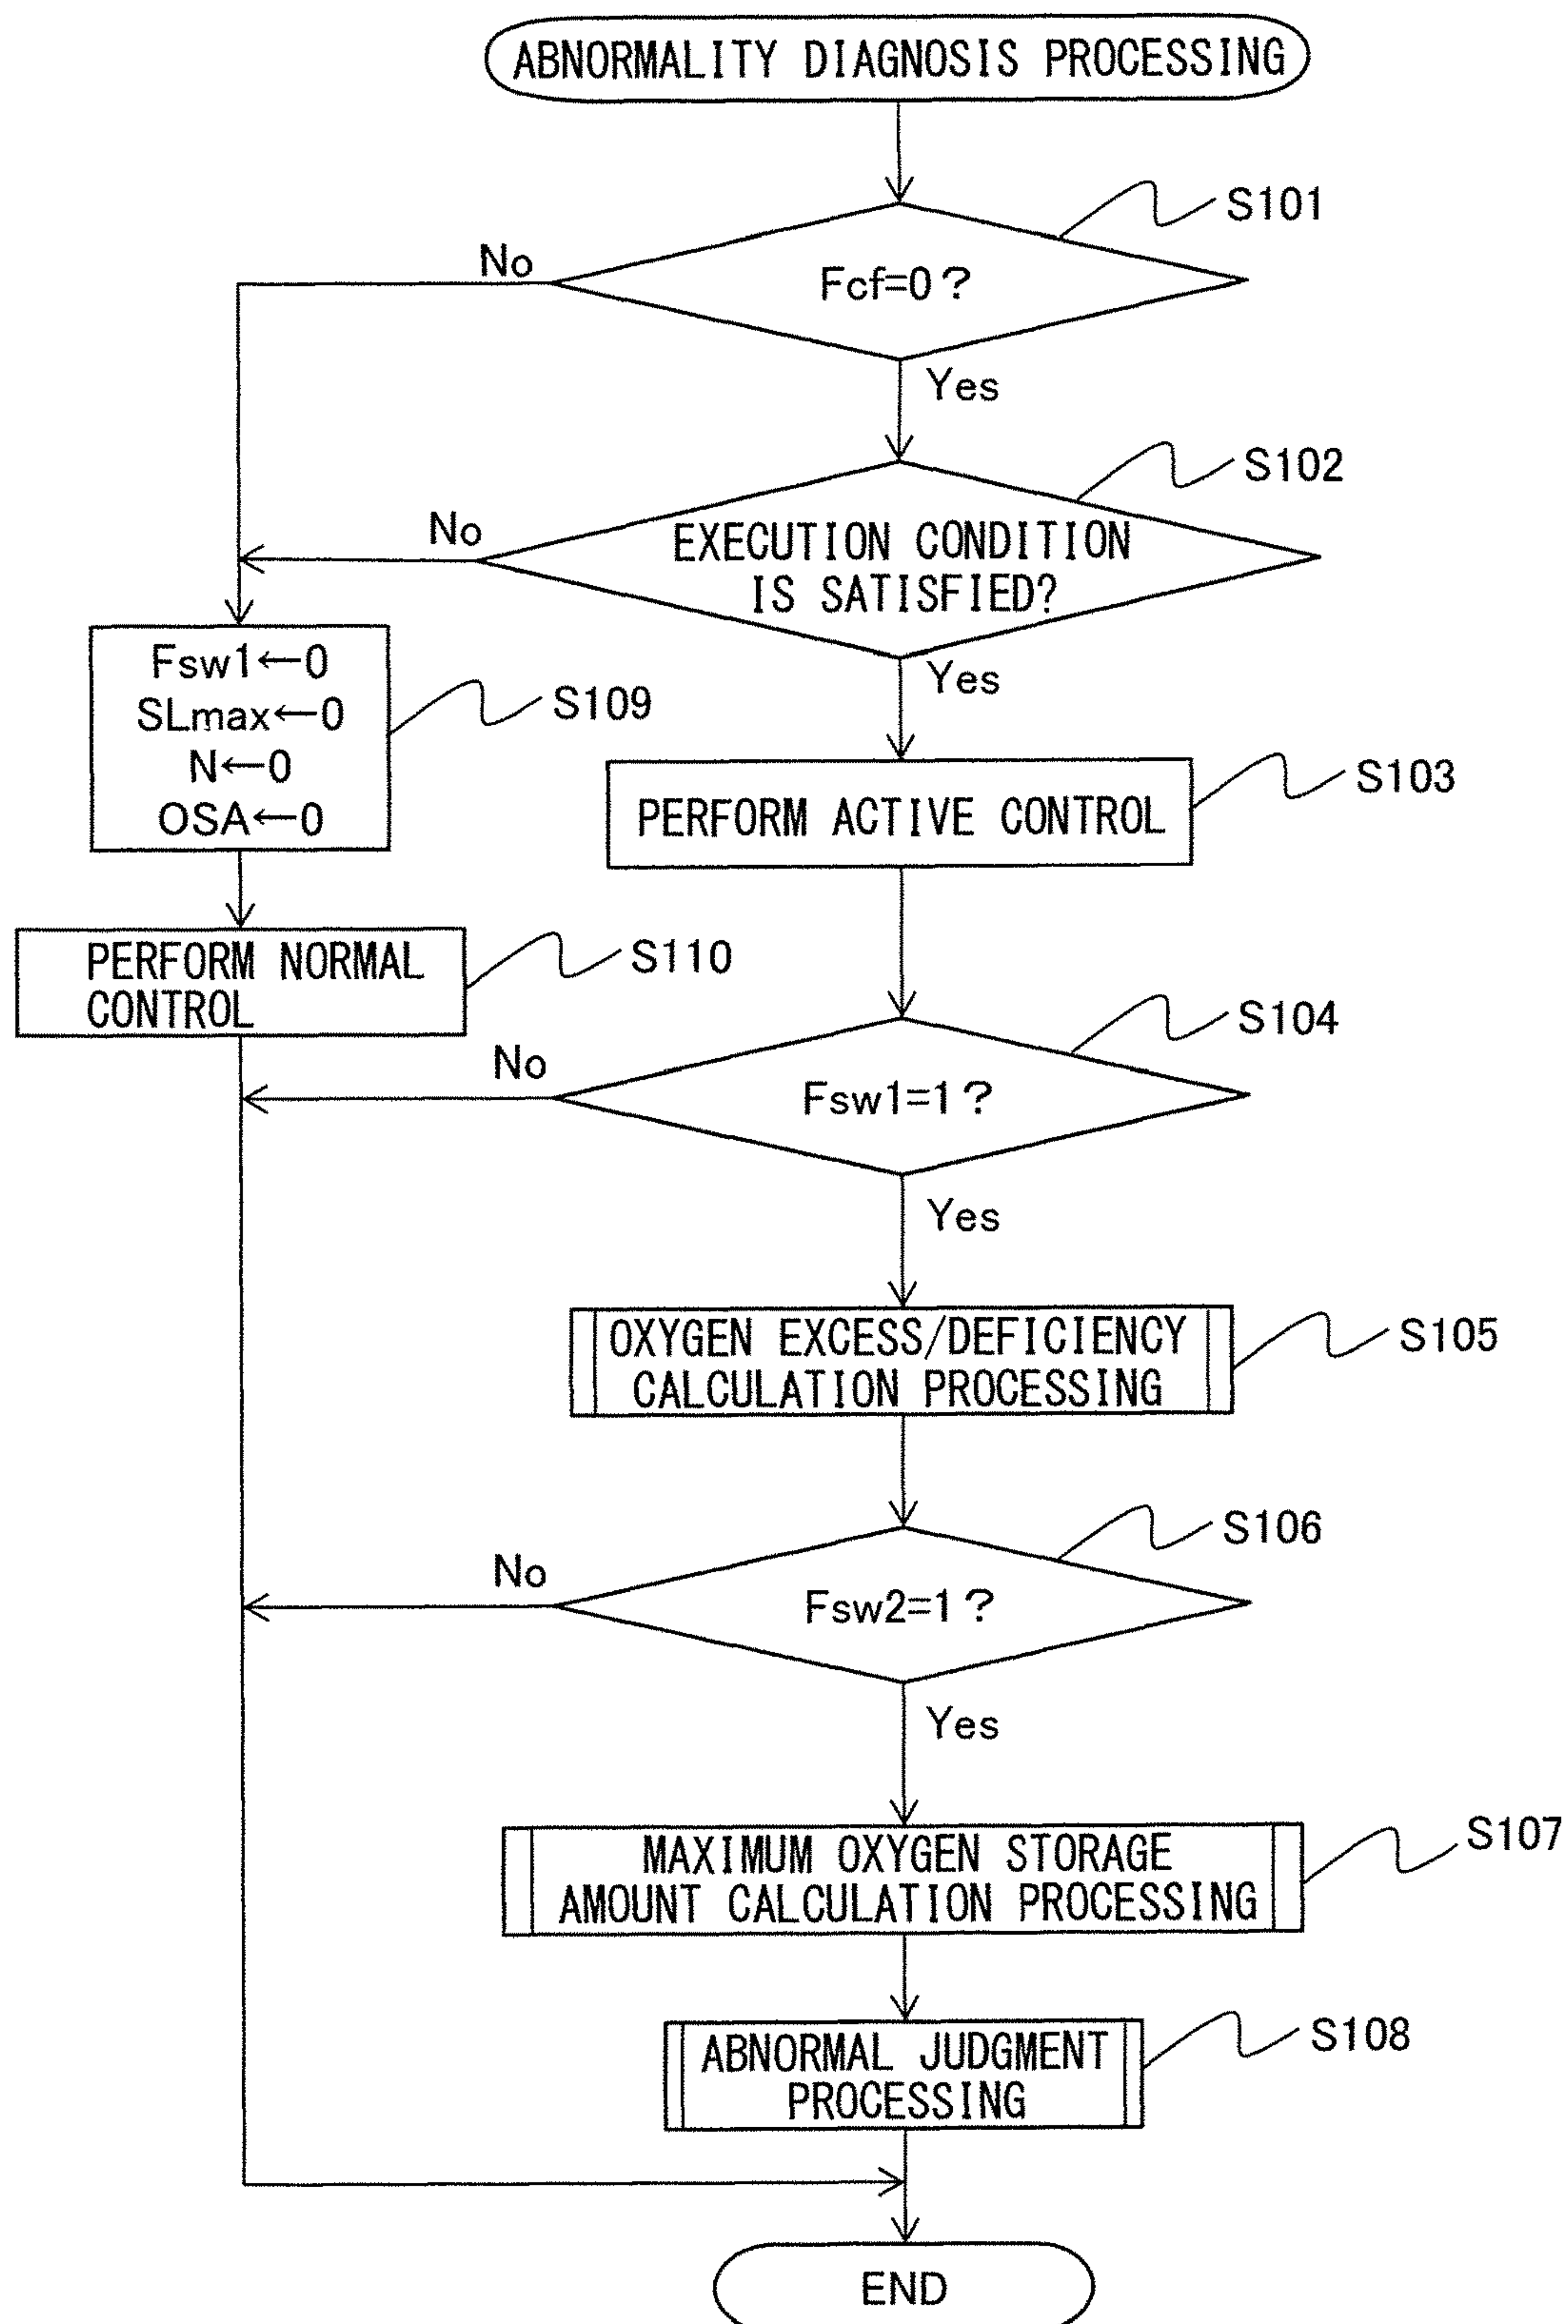 ABNORMALITY DIAGNOSIS PROCESSING
S101
No
Fcf=0?
Yes
S102
No
EXECUTION CONDITION
IS SATISFIED?
Yes
Fsw1←0
SLmax←0
N←0
OSA←0
S109
S103
PERFORM ACTIVE CONTROL
PERFORM NORMAL
CONTROL
S110
S104
No
Fsw1=1?
Yes
OXYGEN EXCESS/DEFICIENCY
CALCULATION PROCESSING
S105
S106
No
Fsw2=1?
Yes
MAXIMUM OXYGEN STORAGE
AMOUNT CALCULATION PROCESSING
S107
ABNORMAL JUDGMENT
PROCESSING
S108
END